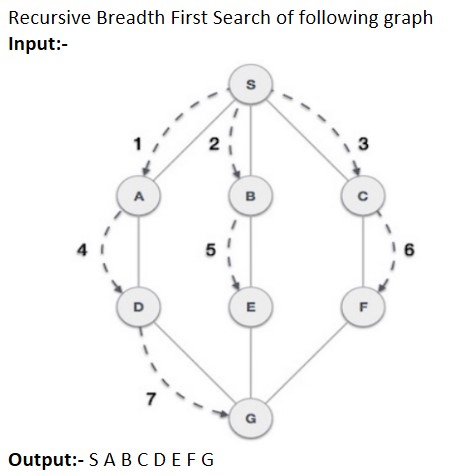 Recursive Breadth First Search of following graph
Input:-
S
1 2 3
A B C
4 5 6
D E F
7
G
Output:- S A B C D E F G